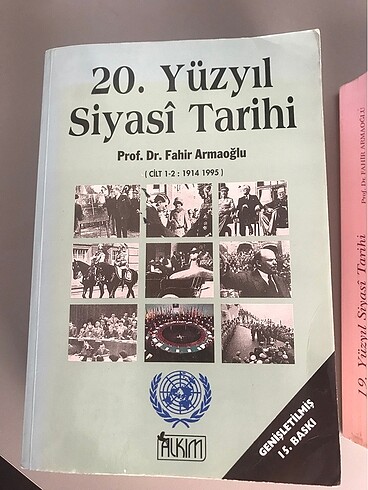 20. Yüzyıl
Siyasî Tarihi
Prof. Dr. Fahir Armaoğlu
( CİLT 1-2 : 1914 1995 )
ALKIM
GENİŞLETİLMİŞ
15. BASKI
19. Yüzyıl Siyasî Tarihi
Prof. Dr. FAHİR ARMAOĞLU